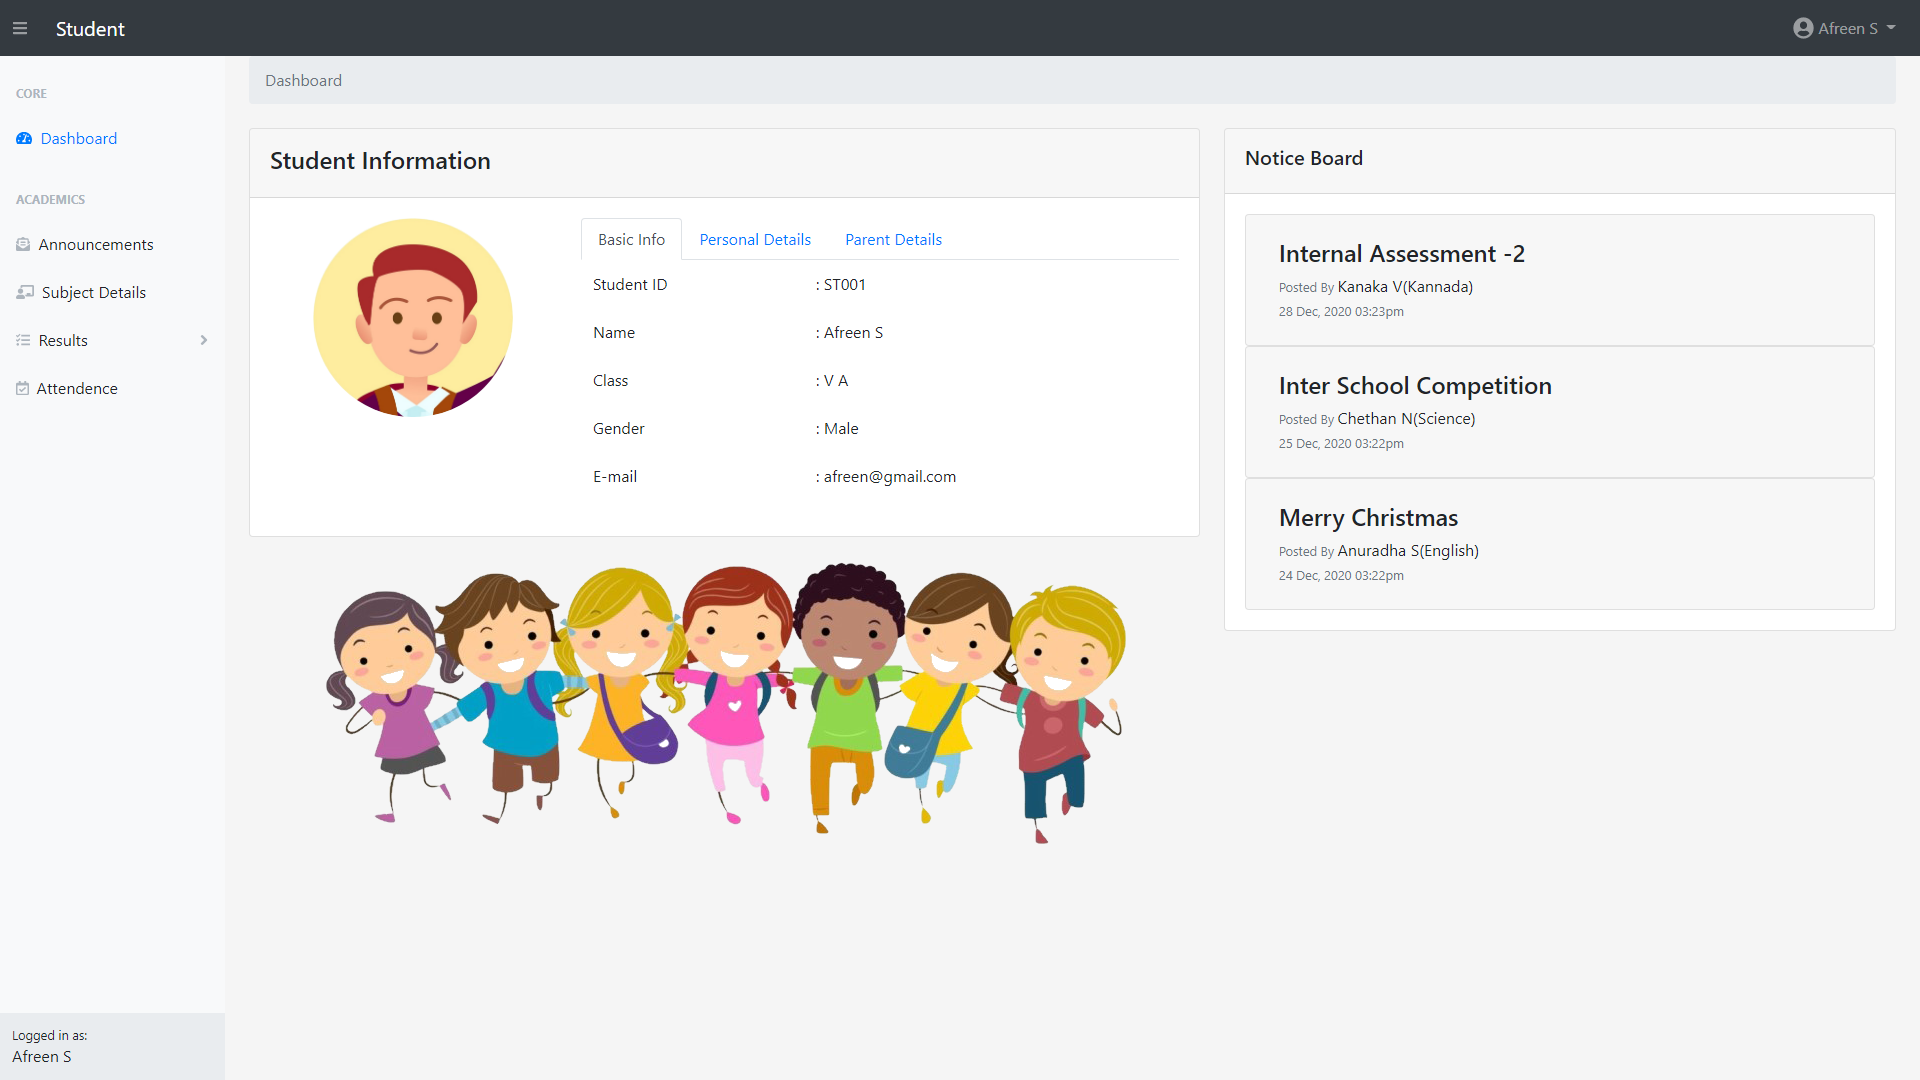 Student
Afreen S
CORE
Dashboard
ACADEMICS
Announcements
Subject Details
Results
Attendence
Logged in as:
Afreen S
Dashboard
Student Information
Basic Info Personal Details Parent Details
Student ID : ST001
Name : Afreen S
Class : V A
Gender : Male
E-mail : afreen@gmail.com
Notice Board
Internal Assessment -2
Posted By Kanaka V(Kannada)
28 Dec, 2020 03:23pm
Inter School Competition
Posted By Chethan N(Science)
25 Dec, 2020 03:22pm
Merry Christmas
Posted By Anuradha S(English)
24 Dec, 2020 03:22pm